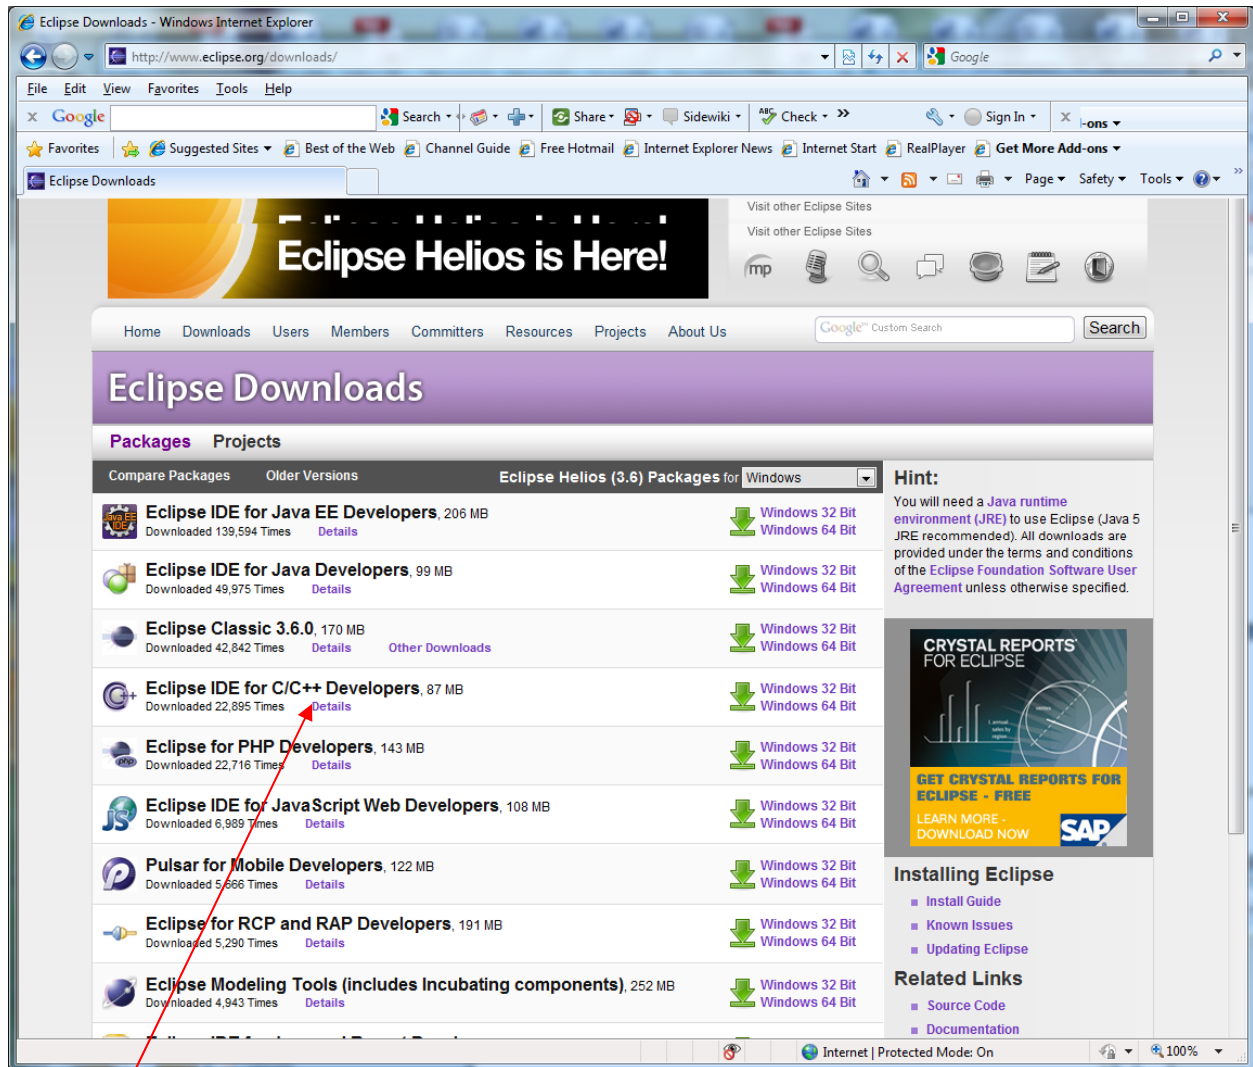 Eclipse Downloads - Windows Internet Explorer
http://www.eclipse.org/downloads/
Google
File Edit View Favorites Tools Help
x Google Search Share Sidewiki ABC Check >> Sign In x -ons
Favorites Suggested Sites Best of the Web Channel Guide Free Hotmail Internet Explorer News Internet Start RealPlayer Get More Add-ons
Eclipse Downloads Page Safety Tools >>
Eclipse Helios is Here!
Eclipse Helios is Here!
Visit other Eclipse Sites
Visit other Eclipse Sites
mp
Home Downloads Users Members Committers Resources Projects About Us
Google™ Custom Search Search
Eclipse Downloads
Packages Projects
Compare Packages Older Versions Eclipse Helios (3.6) Packages for Windows
Java EE IDE
Eclipse IDE for Java EE Developers, 206 MB
Downloaded 139,594 Times Details
Windows 32 Bit
Windows 64 Bit
Eclipse IDE for Java Developers, 99 MB
Downloaded 49,975 Times Details
Windows 32 Bit
Windows 64 Bit
Eclipse Classic 3.6.0, 170 MB
Downloaded 42,842 Times Details Other Downloads
Windows 32 Bit
Windows 64 Bit
C++
Eclipse IDE for C/C++ Developers, 87 MB
Downloaded 22,895 Times Details
Windows 32 Bit
Windows 64 Bit
php
Eclipse for PHP Developers, 143 MB
Downloaded 22,716 Times Details
Windows 32 Bit
Windows 64 Bit
JS
Eclipse IDE for JavaScript Web Developers, 108 MB
Downloaded 6,989 Times Details
Windows 32 Bit
Windows 64 Bit
Pulsar for Mobile Developers, 122 MB
Downloaded 5,666 Times Details
Windows 32 Bit
Windows 64 Bit
Eclipse for RCP and RAP Developers, 191 MB
Downloaded 5,290 Times Details
Windows 32 Bit
Windows 64 Bit
Eclipse Modeling Tools (includes Incubating components), 252 MB
Downloaded 4,943 Times Details
Windows 32 Bit
Windows 64 Bit
Hint:
You will need a Java runtime
environment (JRE) to use Eclipse (Java 5
JRE recommended). All downloads are
provided under the terms and conditions
of the Eclipse Foundation Software User
Agreement unless otherwise specified.
CRYSTAL REPORTS
FOR ECLIPSE
GET CRYSTAL REPORTS FOR
ECLIPSE - FREE
LEARN MORE -
DOWNLOAD NOW
SAP
Installing Eclipse
Install Guide
Known Issues
Updating Eclipse
Related Links
Source Code
Documentation
Internet | Protected Mode: On 100%